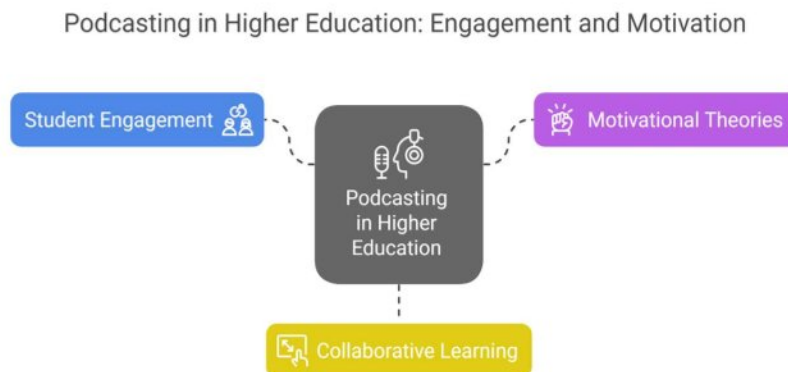 Podcasting in Higher Education: Engagement and Motivation
Student Engagement
Motivational Theories
Podcasting
in Higher
Education
Collaborative Learning